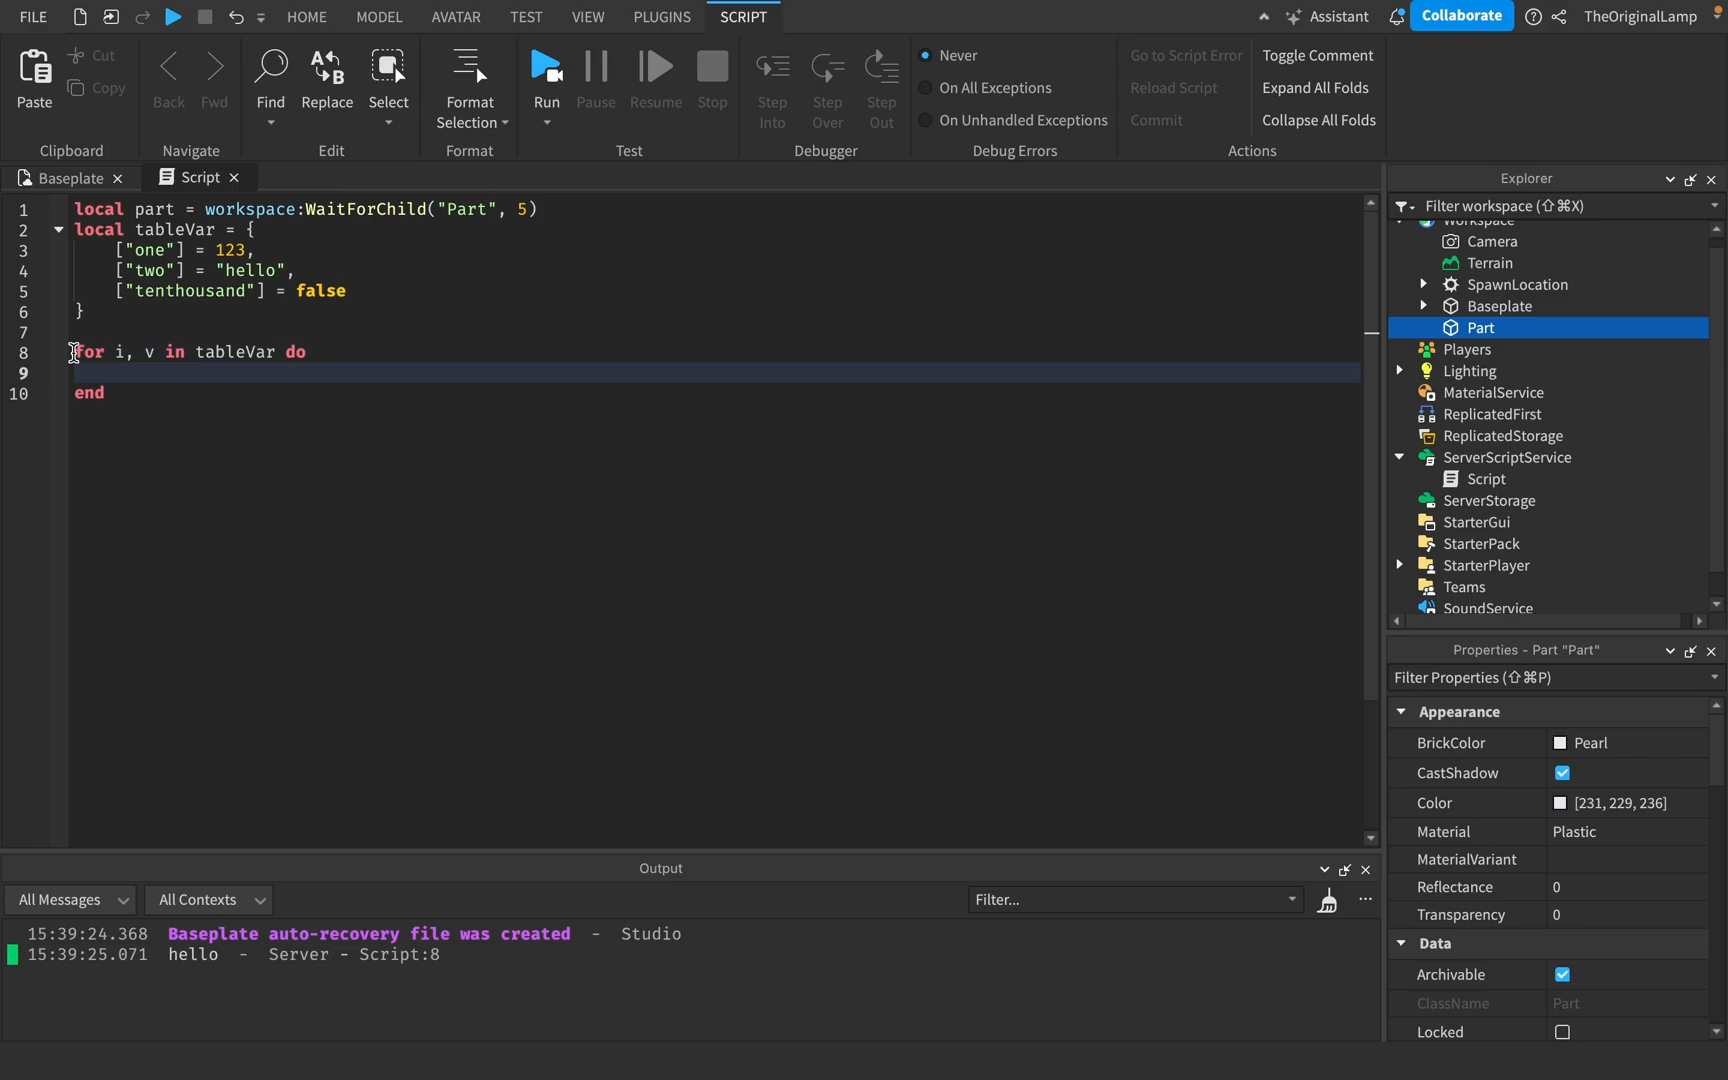 FILE HOME MODEL AVATAR TEST VIEW PLUGINS SCRIPT Assistant Collaborate TheOriginalLamp
Paste Cut Copy
Clipboard
Back Fwd
Navigate
Find Replace Select
Edit
Format Selection
Format
Run Pause Resume Stop
Test
Step Into Step Over Step Out
Debugger
Never
On All Exceptions
On Unhandled Exceptions
Debug Errors
Go to Script Error
Reload Script
Commit
Toggle Comment
Expand All Folds
Collapse All Folds
Actions
Baseplate Script
1 local part = workspace:WaitForChild("Part", 5)
2 local tableVar = {
3 ["one"] = 123,
4 ["two"] = "hello",
5 ["tenthousand"] = false
6 }
7
8 for i, v in tableVar do
9
10 end
Explorer
Filter workspace (⇧⌘X)
Workspace
Camera
Terrain
SpawnLocation
Baseplate
Part
Players
Lighting
MaterialService
ReplicatedFirst
ReplicatedStorage
ServerScriptService
Script
ServerStorage
StarterGui
StarterPack
StarterPlayer
Teams
SoundService
Properties - Part "Part"
Filter Properties (⇧⌘P)
Appearance
BrickColor Pearl
CastShadow
Color [231, 229, 236]
Material Plastic
MaterialVariant
Reflectance 0
Transparency 0
Data
Archivable
ClassName Part
Locked
Output
All Messages All Contexts Filter... ...
15:39:24.368 Baseplate auto-recovery file was created - Studio
15:39:25.071 hello - Server - Script:8